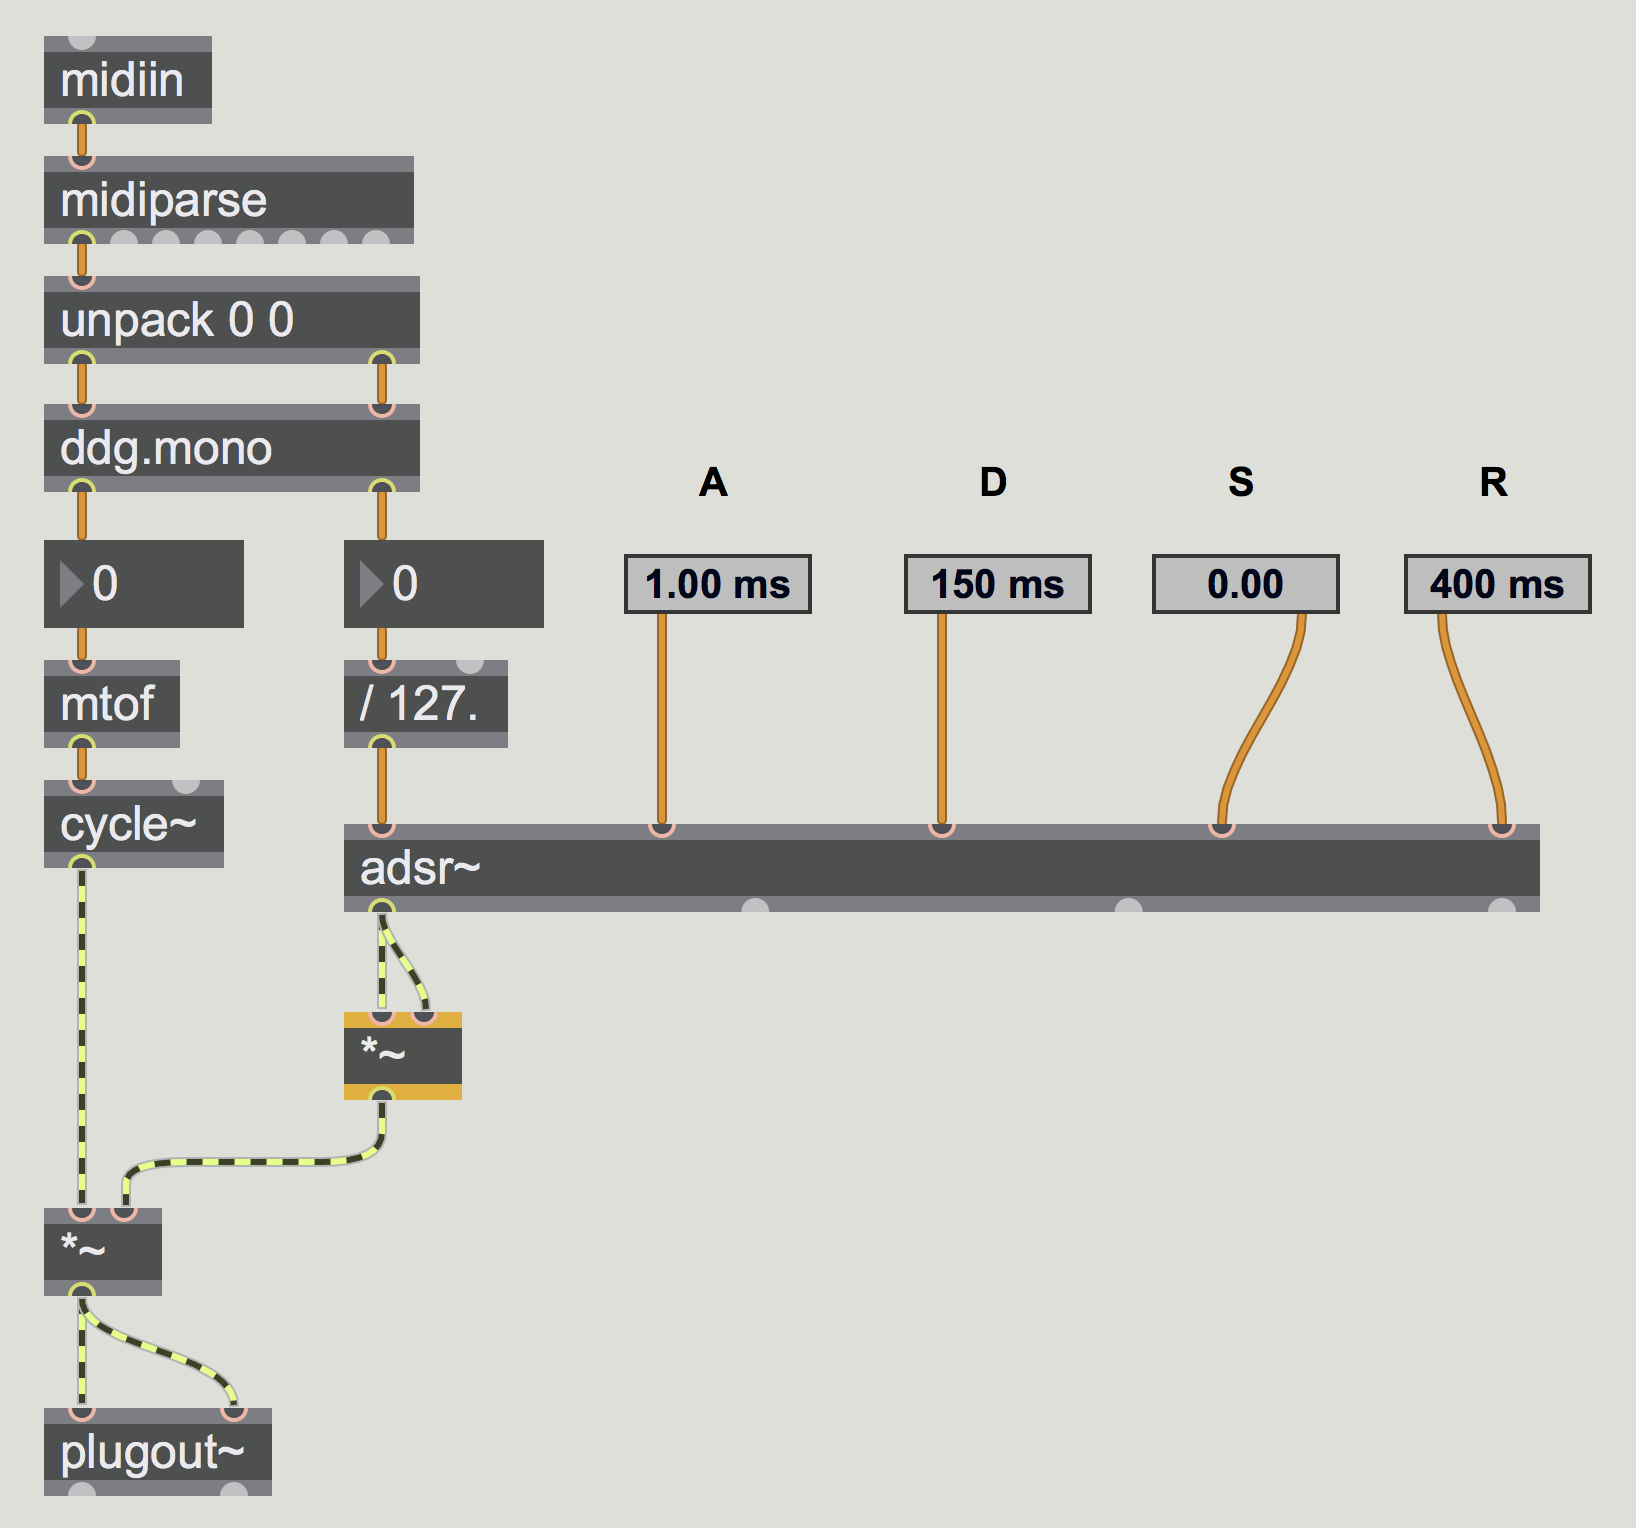 midiin
midiparse
unpack 0 0
ddg.mono
A D S R
0 0 1.00 ms 150 ms 0.00 400 ms
mtof / 127.
cycle~
adsr~
*~
*~
plugout~